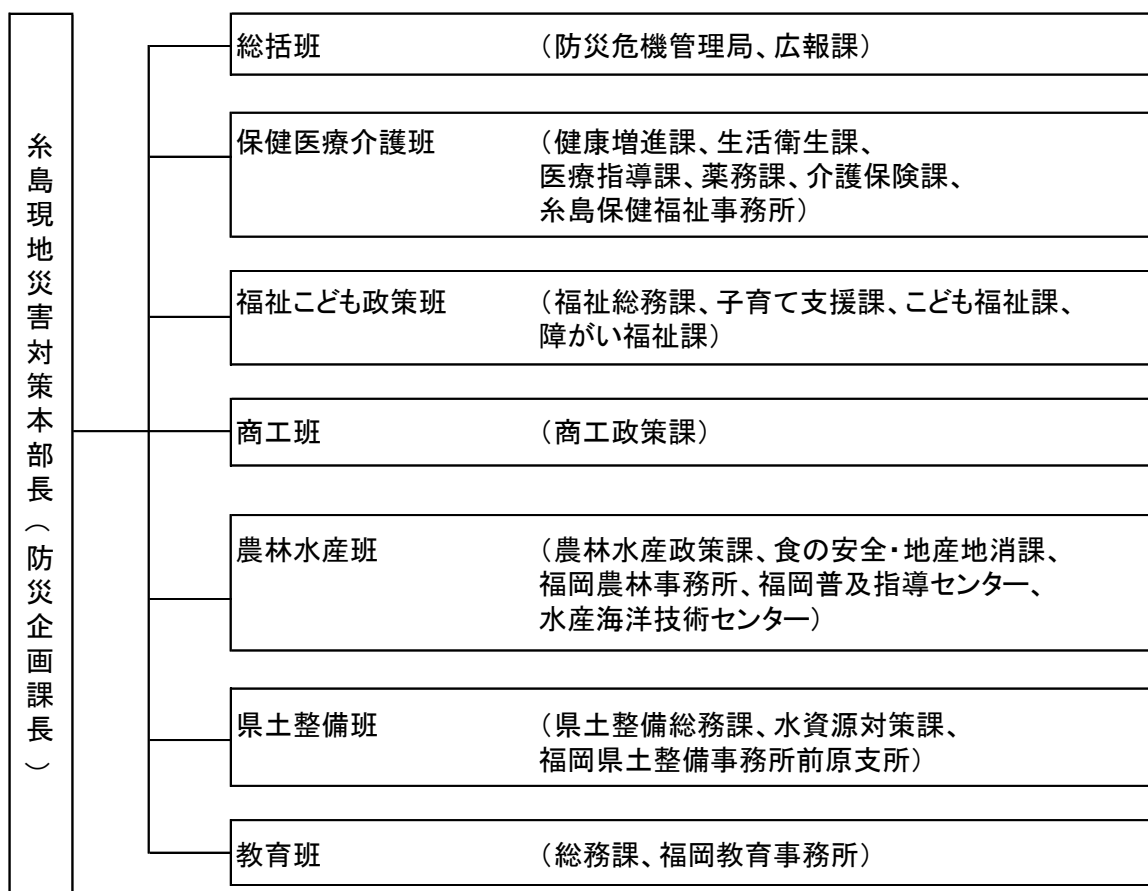 糸島現地災害対策本部長(防災企画課長)
総括班 (防災危機管理局、広報課)
保健医療介護班 (健康増進課、生活衛生課、
医療指導課、薬務課、介護保険課、
糸島保健福祉事務所)
福祉こども政策班 (福祉総務課、子育て支援課、こども福祉課、
障がい福祉課)
商工班 (商工政策課)
農林水産班 (農林水産政策課、食の安全・地産地消課、
福岡農林事務所、福岡普及指導センター、
水産海洋技術センター)
県土整備班 (県土整備総務課、水資源対策課、
福岡県土整備事務所前原支所)
教育班 (総務課、福岡教育事務所)